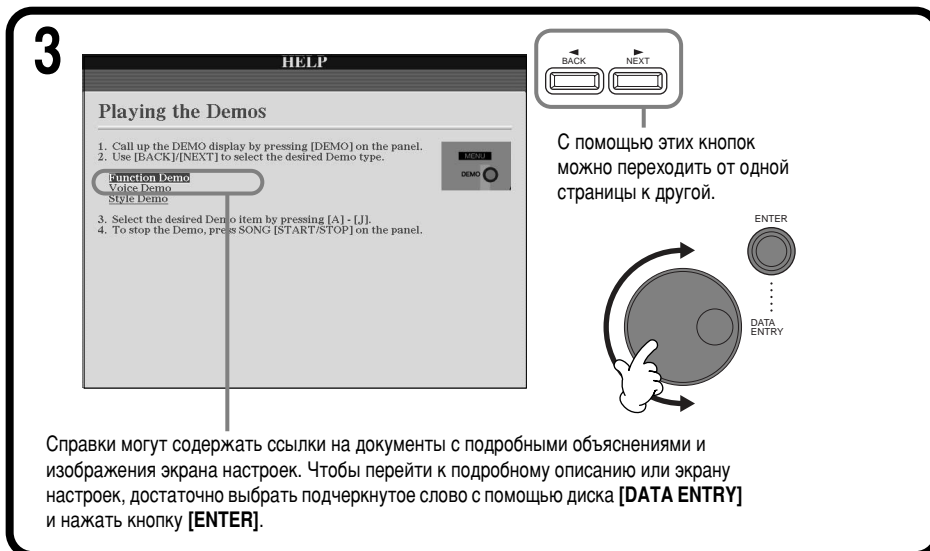 3
HELP
Playing the Demos
1. Call up the DEMO display by pressing [DEMO] on the panel.
2. Use [BACK]/[NEXT] to select the desired Demo type.
Function Demo
Voice Demo
Style Demo
3. Select the desired Demo item by pressing [A] - [J].
4. To stop the Demo, press SONG [START/STOP] on the panel.
MENU
DEMO
BACK NEXT
С помощью этих кнопок
можно переходить от одной
страницы к другой.
ENTER
DATA
ENTRY
Справки могут содержать ссылки на документы с подробными объяснениями и
изображения экрана настроек. Чтобы перейти к подробному описанию или экрану
настроек, достаточно выбрать подчеркнутое слово с помощью диска [DATA ENTRY]
и нажать кнопку [ENTER].